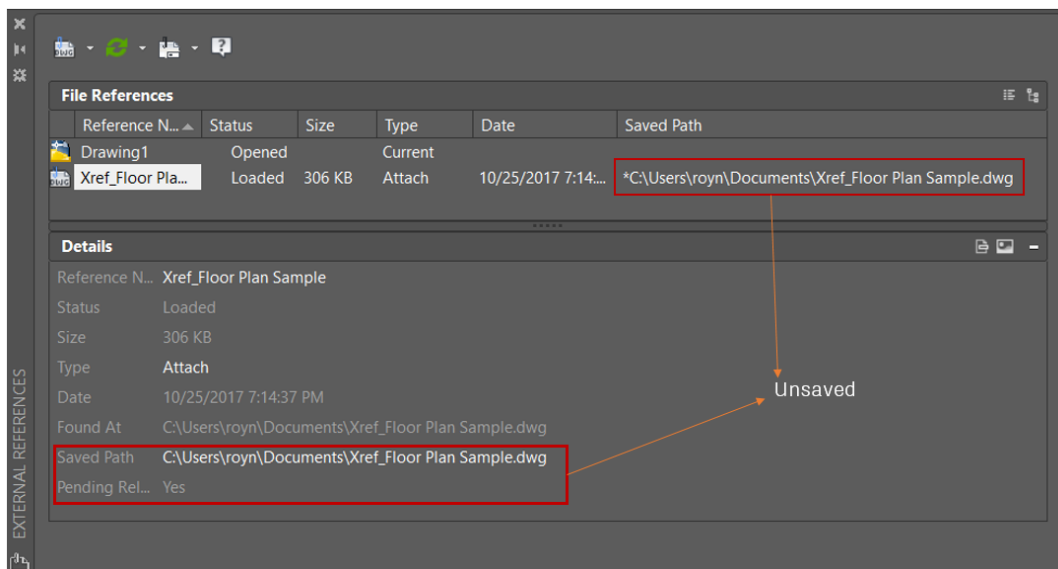 File References
Reference N... Status Size Type Date Saved Path
Drawing1 Opened Current
Xref_Floor Pla... Loaded 306 KB Attach 10/25/2017 7:14:... *C:\Users\royn\Documents\Xref_Floor Plan Sample.dwg
Details
Reference N... Xref_Floor Plan Sample
Status Loaded
Size 306 KB
Type Attach
Date 10/25/2017 7:14:37 PM
Found At C:\Users\royn\Documents\Xref_Floor Plan Sample.dwg
Saved Path C:\Users\royn\Documents\Xref_Floor Plan Sample.dwg
Pending Rel... Yes
Unsaved
EXTERNAL REFERENCES